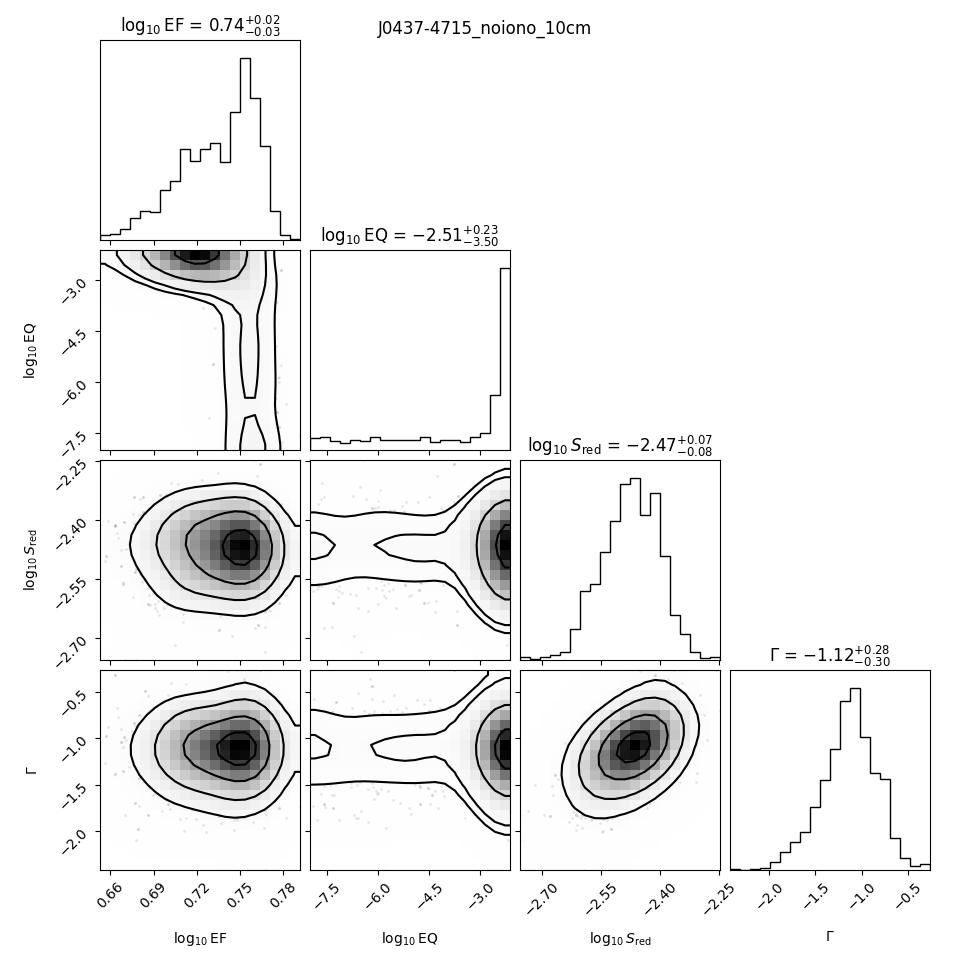 log₁₀ EF = 0.74 +0.02 −0.03
J0437-4715_noiono_10cm
log₁₀ EQ = −2.51 +0.23 −3.50
−3.0
−4.5
−6.0
−7.5
log₁₀ EQ
log₁₀ S_red = −2.47 +0.07 −0.08
−2.25
−2.40
−2.55
−2.70
log₁₀ S_red
Γ = −1.12 +0.28 −0.30
−0.5
−1.0
−1.5
−2.0
Γ
0.66 0.69 0.72 0.75 0.78
−7.5 −6.0 −4.5 −3.0
−2.70 −2.55 −2.40 −2.25
−2.0 −1.5 −1.0 −0.5
log₁₀ EF
log₁₀ EQ
log₁₀ S_red
Γ